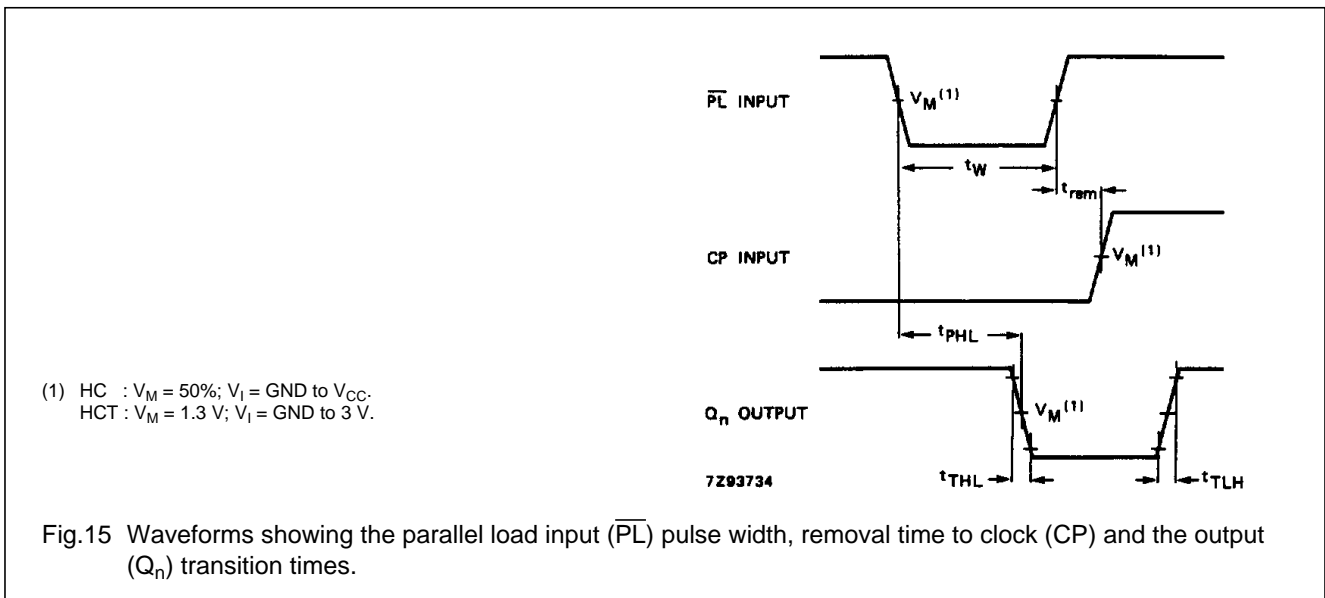 P̅L̅ INPUT
V_M(1)
t_W
t_rem
CP INPUT
V_M(1)
t_PHL
Q_n OUTPUT
V_M(1)
7Z93734
t_THL
t_TLH
(1) HC : V_M = 50%; V_I = GND to V_CC.
HCT : V_M = 1.3 V; V_I = GND to 3 V.
Fig.15 Waveforms showing the parallel load input (P̅L̅) pulse width, removal time to clock (CP) and the output
(Q_n) transition times.